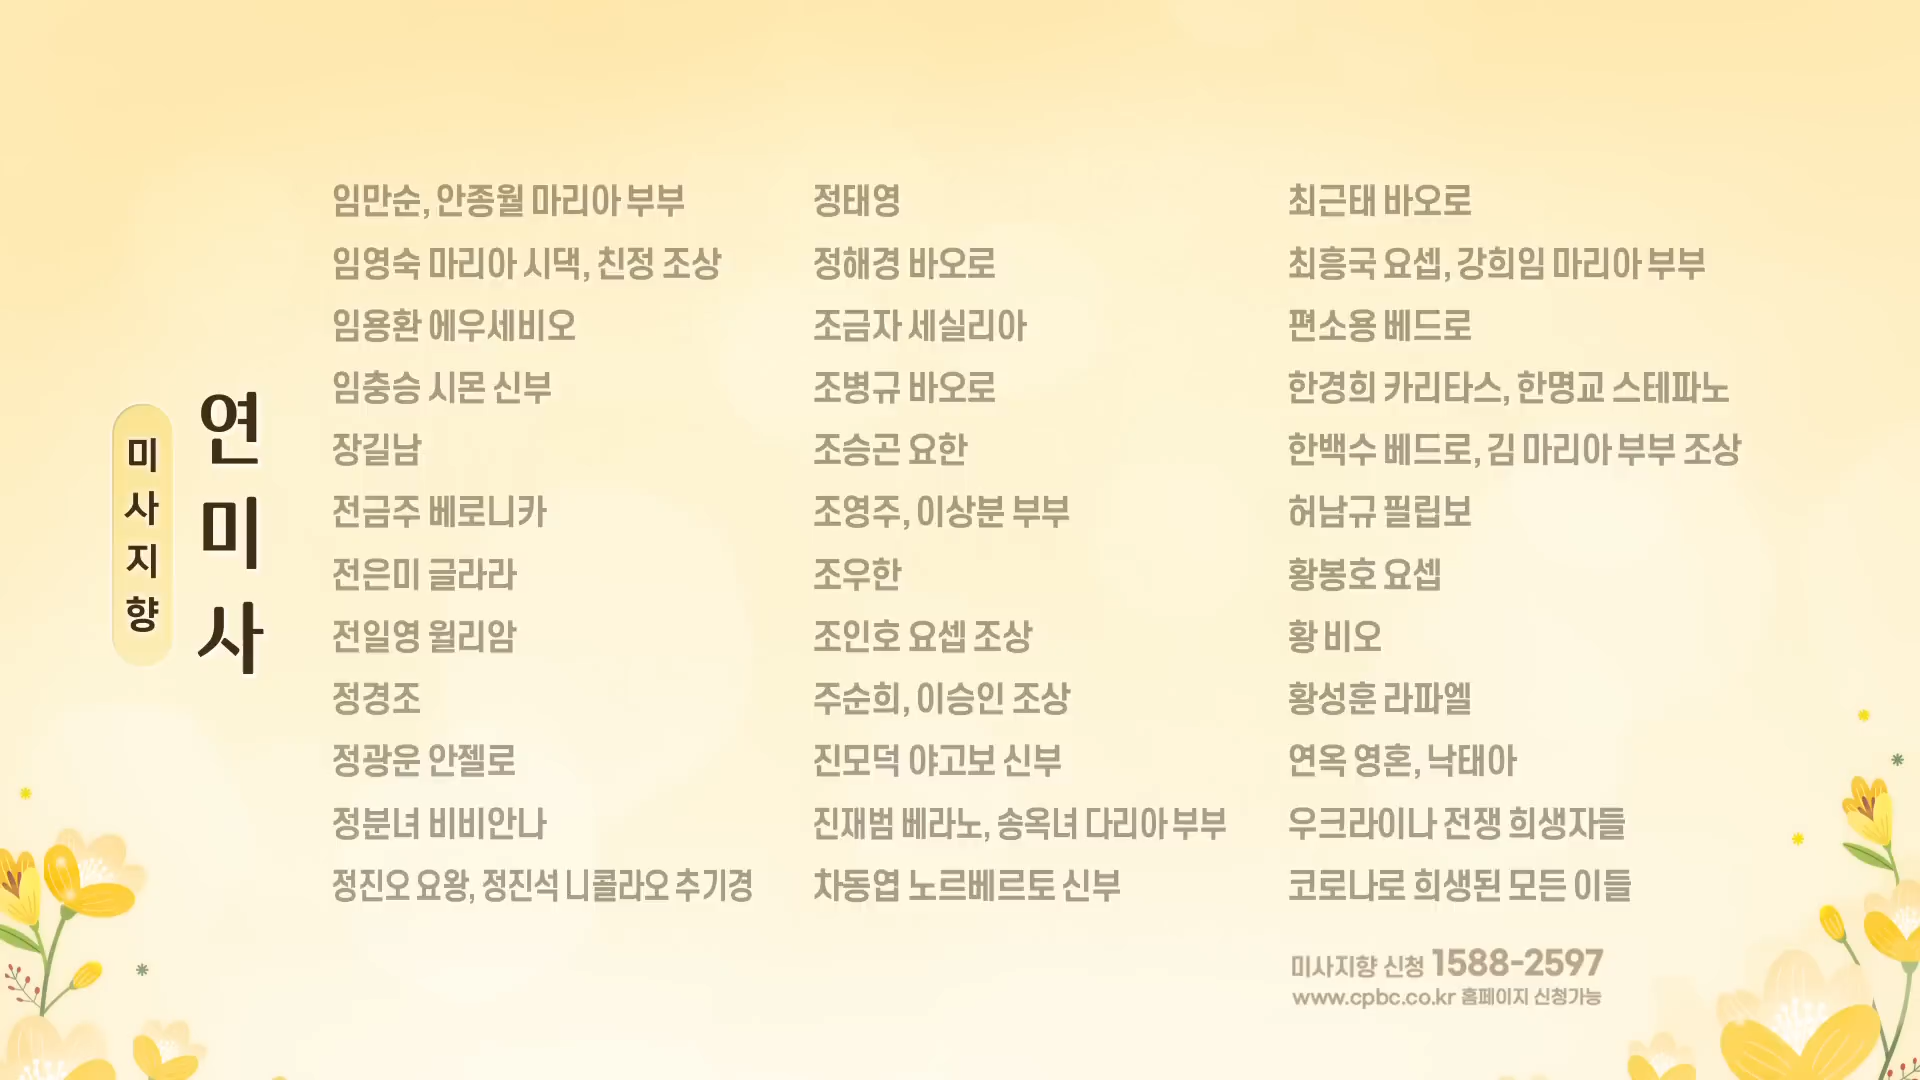 미사지향
연미사
임만순, 안종월 마리아 부부
임영숙 마리아 시댁, 친정 조상
임용환 에우세비오
임충승 시몬 신부
장길남
전금주 베로니카
전은미 글라라
전일영 윌리암
정경조
정광운 안젤로
정분녀 비비안나
정진오 요왕, 정진석 니콜라오 추기경
정태영
정해경 바오로
조금자 세실리아
조병규 바오로
조승곤 요한
조영주, 이상분 부부
조우한
조인호 요셉 조상
주순희, 이승인 조상
진모덕 야고보 신부
진재범 베라노, 송옥녀 다리아 부부
차동엽 노르베르토 신부
최근태 바오로
최흥국 요셉, 강희임 마리아 부부
편소용 베드로
한경희 카리타스, 한명교 스테파노
한백수 베드로, 김 마리아 부부 조상
허남규 필립보
황봉호 요셉
황 비오
황성훈 라파엘
연옥 영혼, 낙태아
우크라이나 전쟁 희생자들
코로나로 희생된 모든 이들
미사지향 신청 1588-2597
www.cpbc.co.kr 홈페이지 신청가능